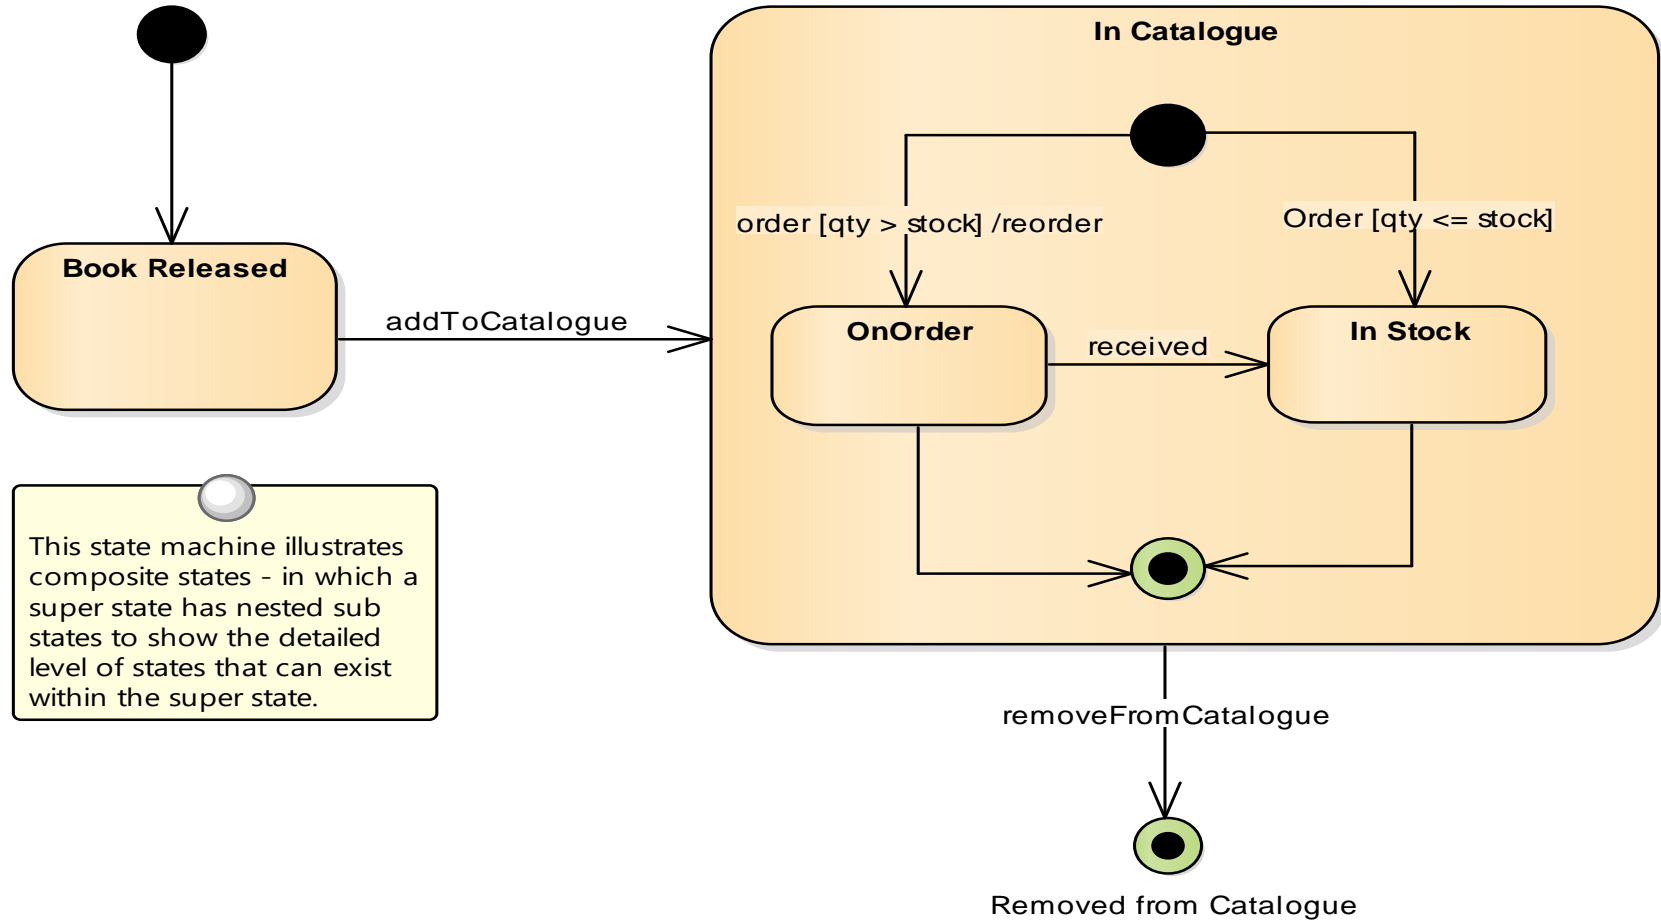 In Catalogue
order [qty > stock] /reorder
Order [qty <= stock]
Book Released
addToCatalogue
OnOrder
received
In Stock
This state machine illustrates
composite states - in which a
super state has nested sub
states to show the detailed
level of states that can exist
within the super state.
removeFromCatalogue
Removed from Catalogue